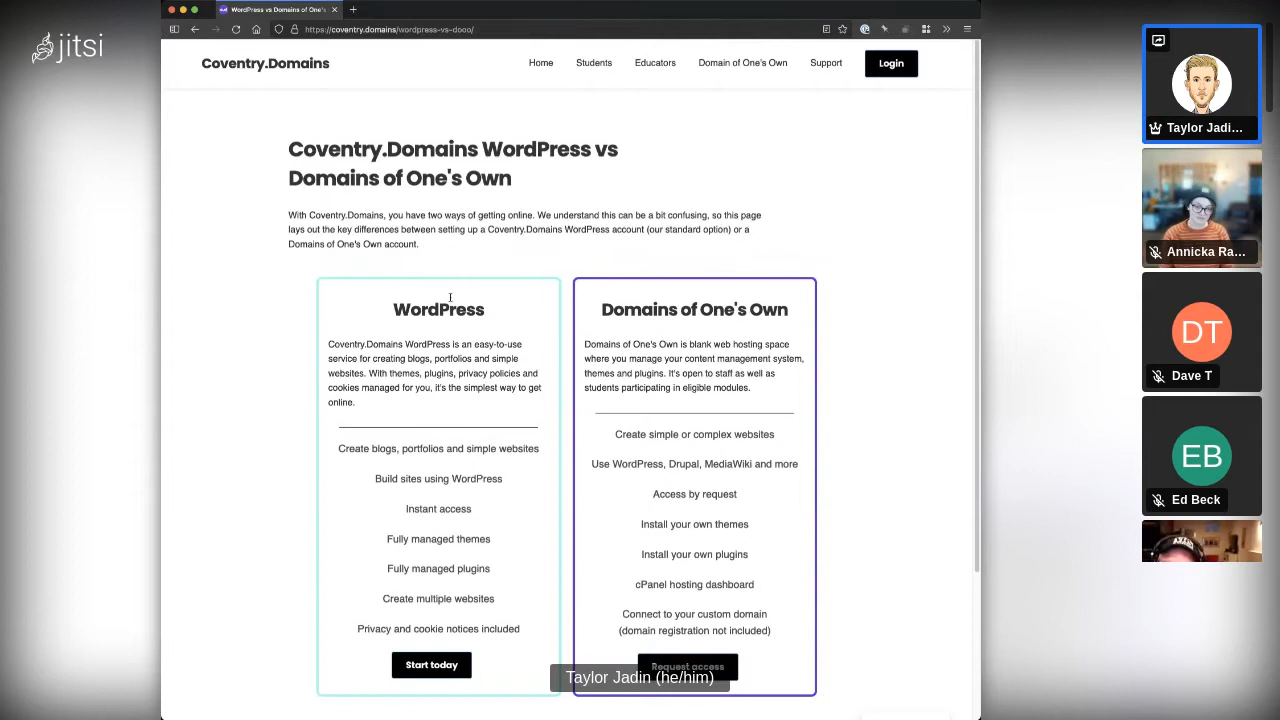 jitsi
WordPress vs Domains of One's
https://coventry.domains/wordpress-vs-dooo/
Coventry.Domains
Home
Students
Educators
Domain of One's Own
Support
Login
Coventry.Domains WordPress vs
Domains of One's Own
With Coventry.Domains, you have two ways of getting online. We understand this can be a bit confusing, so this page
lays out the key differences between setting up a Coventry.Domains WordPress account (our standard option) or a
Domains of One's Own account.
WordPress
Coventry.Domains WordPress is an easy-to-use
service for creating blogs, portfolios and simple
websites. With themes, plugins, privacy policies and
cookies managed for you, it's the simplest way to get
online.
Create blogs, portfolios and simple websites
Build sites using WordPress
Instant access
Fully managed themes
Fully managed plugins
Create multiple websites
Privacy and cookie notices included
Start today
Domains of One's Own
Domains of One's Own is blank web hosting space
where you manage your content management system,
themes and plugins. It's open to staff as well as
students participating in eligible modules.
Create simple or complex websites
Use WordPress, Drupal, MediaWiki and more
Access by request
Install your own themes
Install your own plugins
cPanel hosting dashboard
Connect to your custom domain
(domain registration not included)
Request access
Taylor Jadin (he/him)
Taylor Jadi...
Annicka Ra...
DT
Dave T
EB
Ed Beck